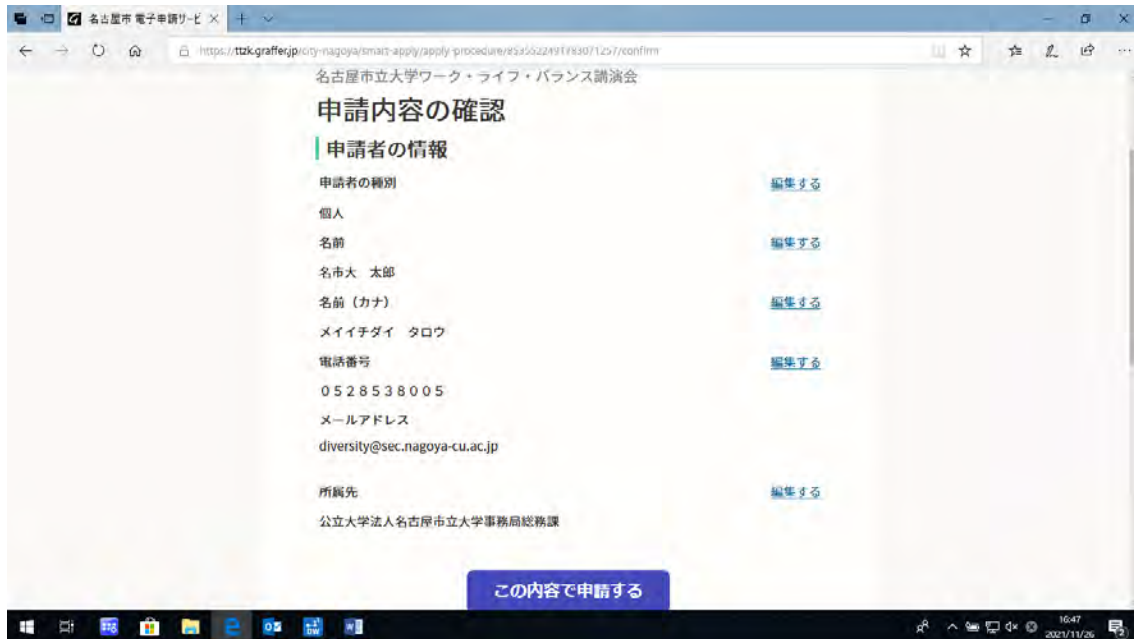 名古屋市 電子申請サービ
名古屋市立大学ワーク・ライフ・バランス講演会
申請内容の確認
申請者の情報
申請者の種別 編集する
個人
名前 編集する
名市大 太郎
名前（カナ） 編集する
メイイチダイ タロウ
電話番号 編集する
０５２８５３８００５
メールアドレス
diversity@sec.nagoya-cu.ac.jp
所属先 編集する
公立大学法人名古屋市立大学事務局総務課
この内容で申請する
16:47
2021/11/26